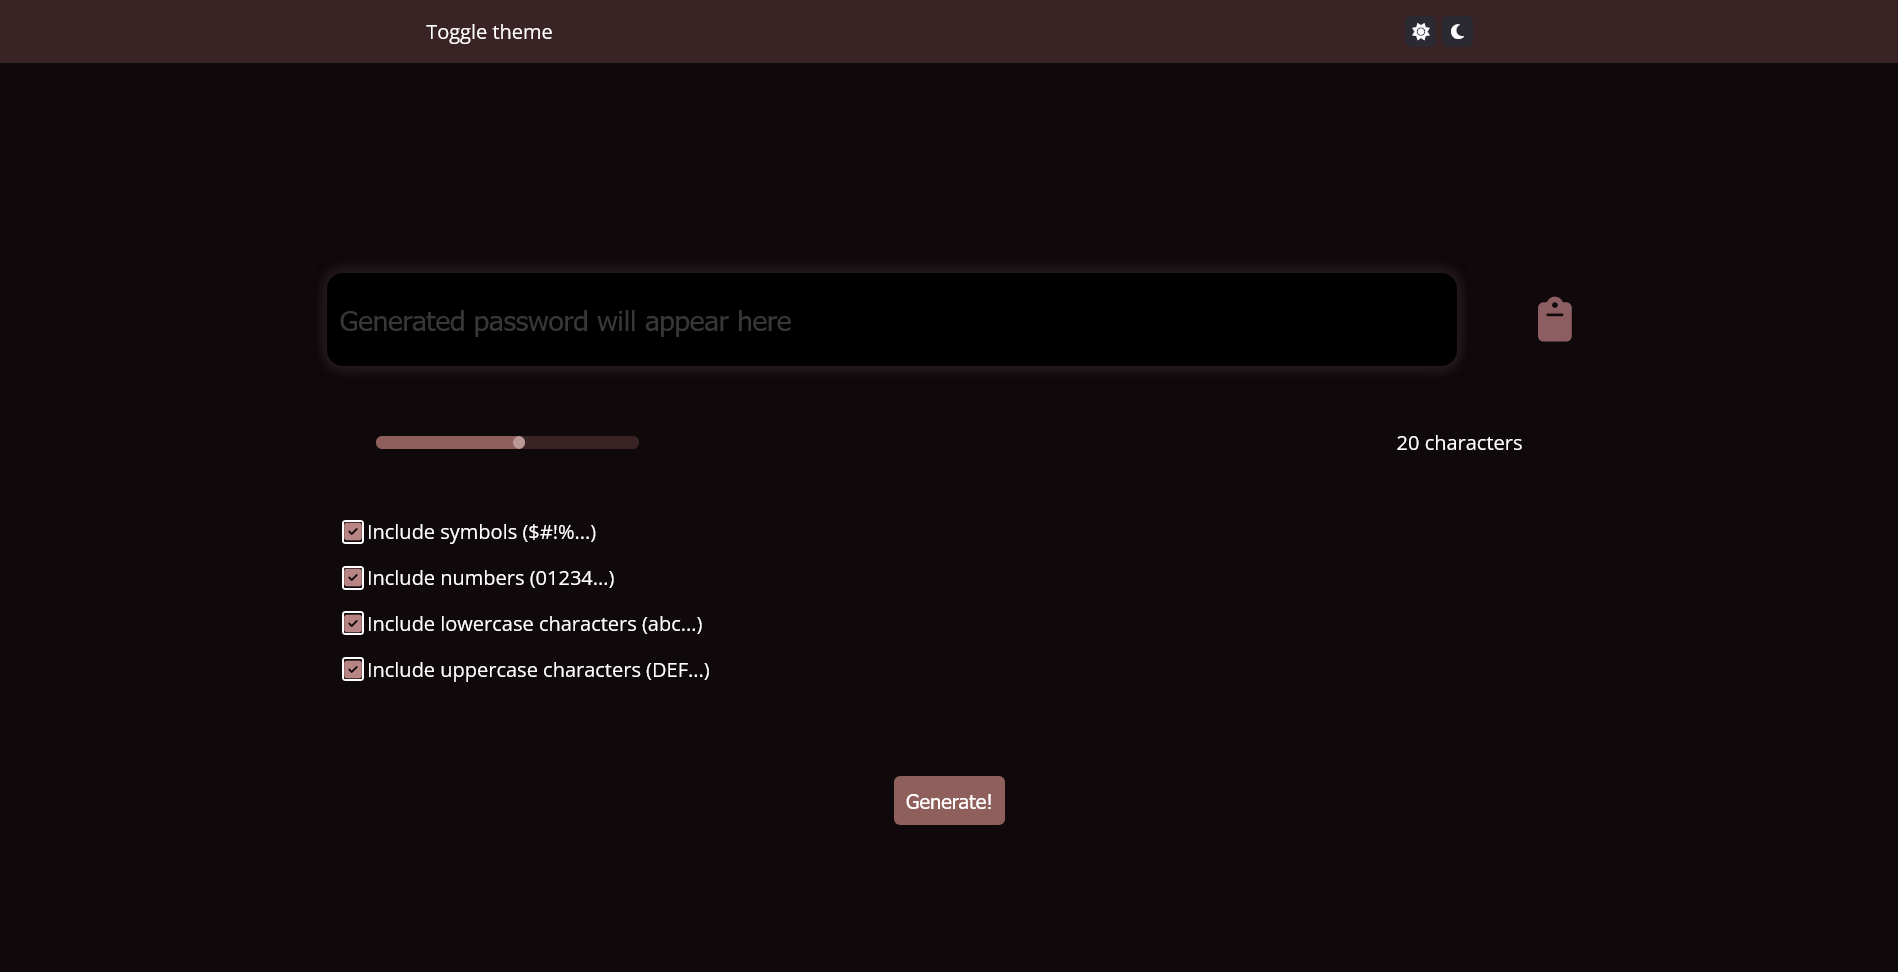 Toggle theme
Generated password will appear here
20 characters
Include symbols ($#!%...)
Include numbers (01234...)
Include lowercase characters (abc...)
Include uppercase characters (DEF...)
Generate!